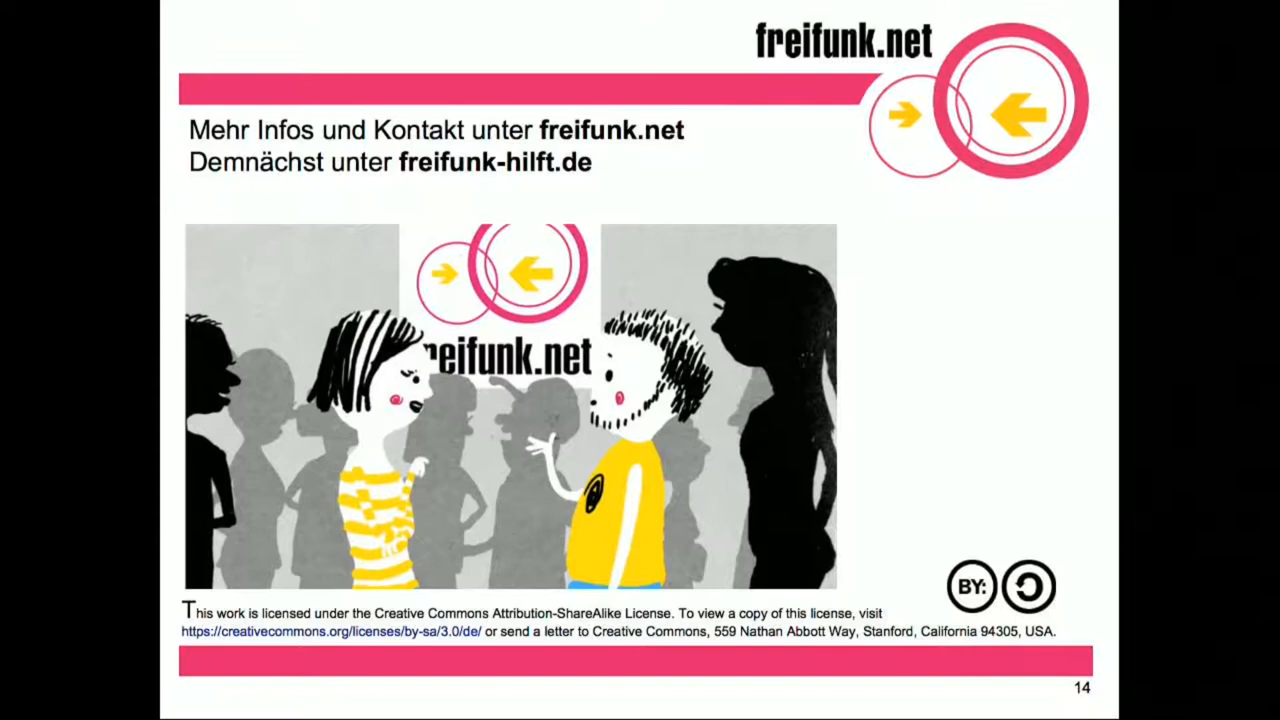 freifunk.net
Mehr Infos und Kontakt unter freifunk.net
Demnächst unter freifunk-hilft.de
reifunk.net
BY:
This work is licensed under the Creative Commons Attribution-ShareAlike License. To view a copy of this license, visit
https://creativecommons.org/licenses/by-sa/3.0/de/ or send a letter to Creative Commons, 559 Nathan Abbott Way, Stanford, California 94305, USA.
14